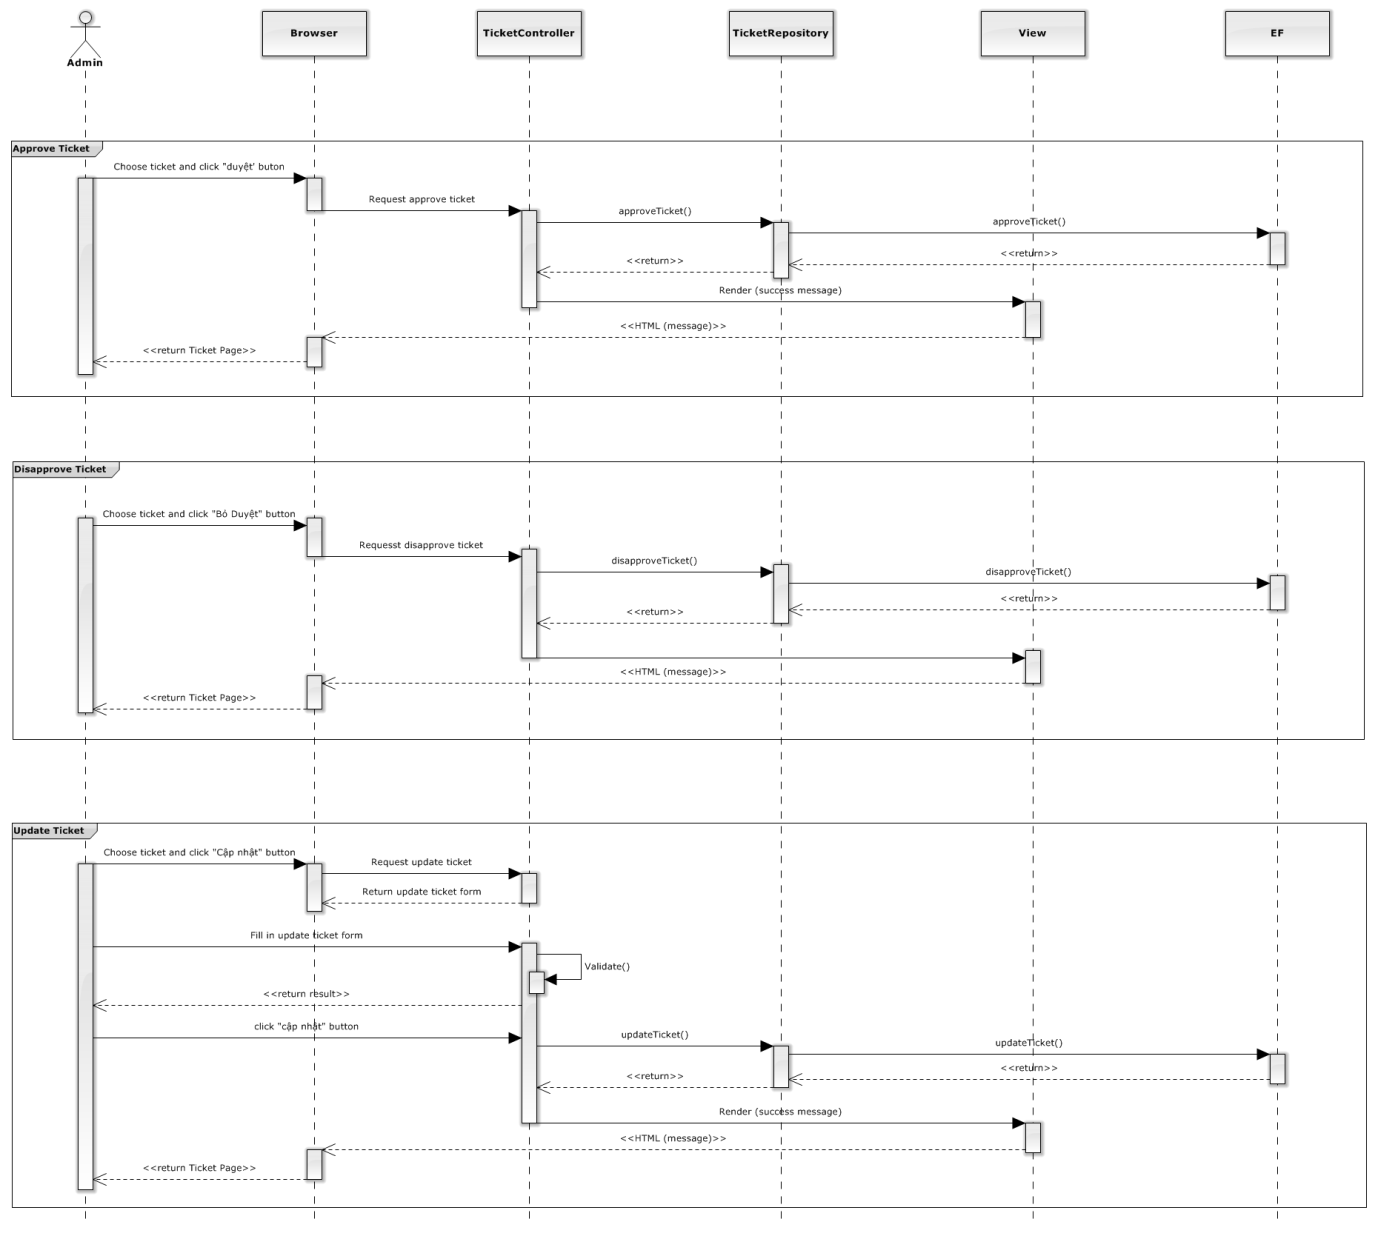 Admin
Browser
TicketController
TicketRepository
View
EF
Approve Ticket
Choose ticket and click "duyệt' buton
Request approve ticket
approveTicket()
approveTicket()
<<return>>
<<return>>
Render (success message)
<<HTML (message)>>
<<return Ticket Page>>
Disapprove Ticket
Choose ticket and click "Bỏ Duyệt" button
Requesst disapprove ticket
disapproveTicket()
disapproveTicket()
<<return>>
<<return>>
<<HTML (message)>>
<<return Ticket Page>>
Update Ticket
Choose ticket and click "Cập nhật" button
Request update ticket
Return update ticket form
Fill in update ticket form
Validate()
<<return result>>
click "cập nhật" button
updateTicket()
updateTicket()
<<return>>
<<return>>
Render (success message)
<<HTML (message)>>
<<return Ticket Page>>